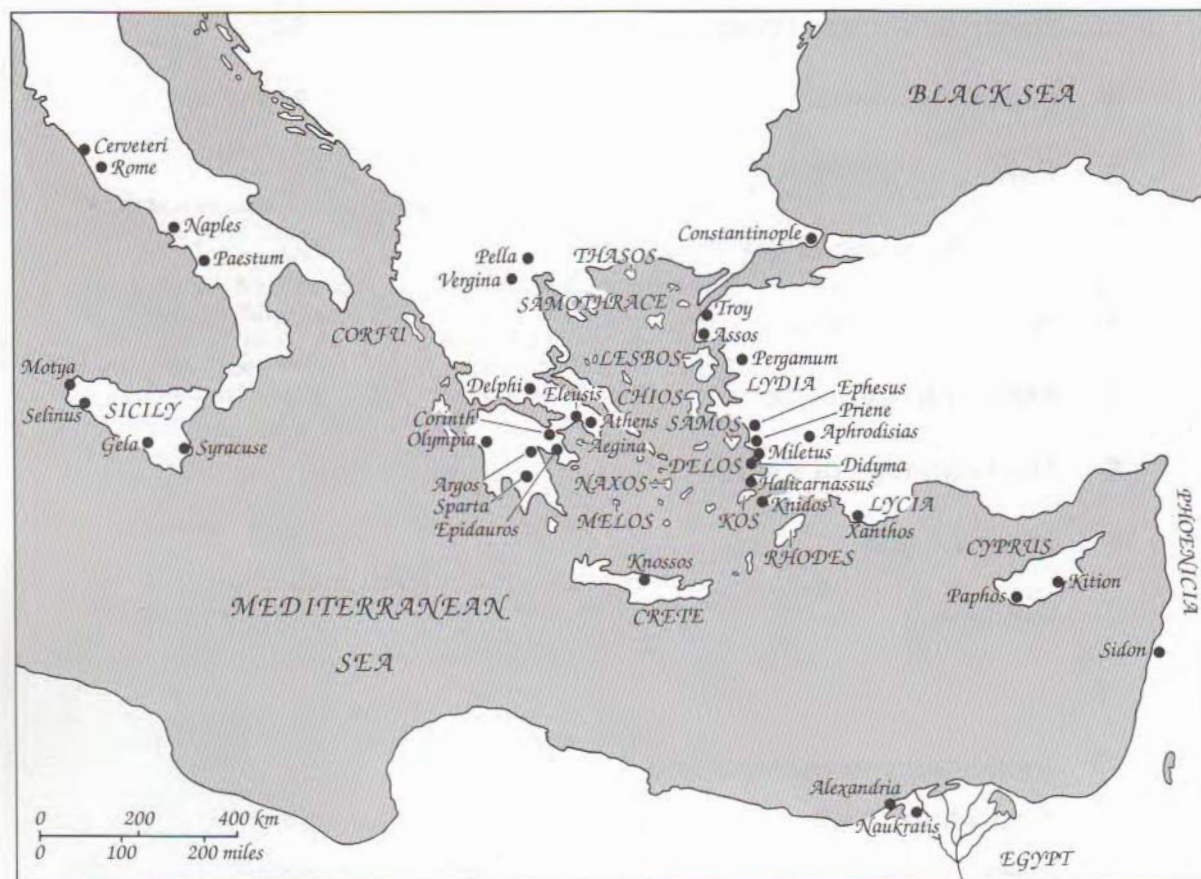 BLACK SEA
Cerveteri
Rome
Naples
Paestum
Constantinople
Pella
THASOS
Vergina
SAMOTHRACE
Troy
CORFU
Assos
LESBOS
Pergamum
Motya
Delphi
Eleusis
CHIOS
LYDIA
Ephesus
SICILY
Selinus
Corinth
Athens
SAMOS
Priene
Gela
Syracuse
Olympia
Aegina
Aphrodisias
Miletus
DELOS
Didyma
Argos
NAXOS
Halicarnassus
Sparta
MELOS
KOS
Knidos
LYCIA
Epidauros
Xanthos
PHOENICIA
RHODES
CYPRUS
Knossos
Kition
MEDITERRANEAN
SEA
CRETE
Paphos
Sidon
Alexandria
Naukratis
EGYPT
0 200 400 km
0 100 200 miles